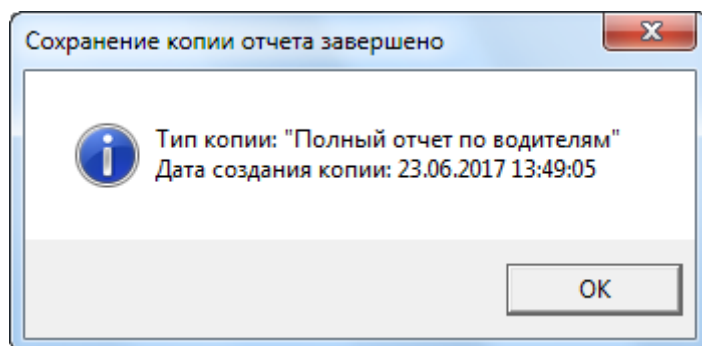 Сохранение копии отчета завершено
Тип копии: "Полный отчет по водителям"
Дата создания копии: 23.06.2017 13:49:05
OK